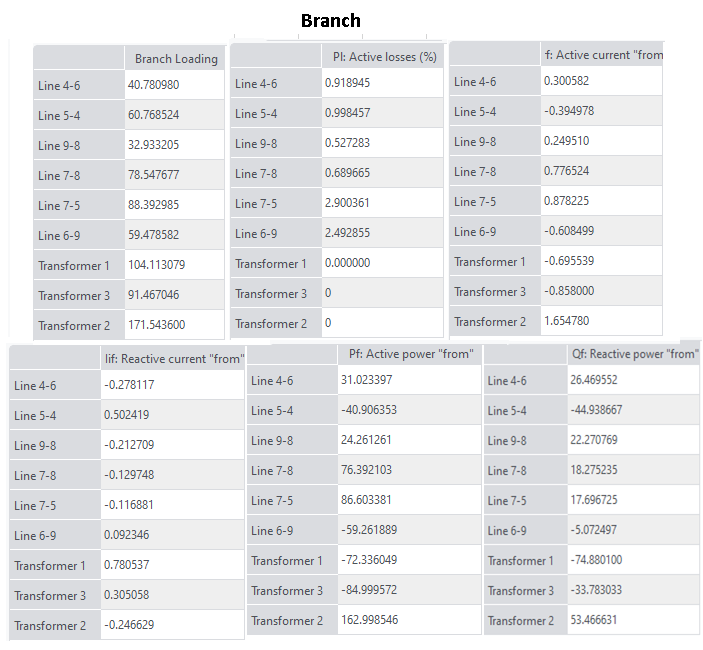 Branch
Branch Loading
Line 4-6 40.780980
Line 5-4 60.768524
Line 9-8 32.933205
Line 7-8 78.547677
Line 7-5 88.392985
Line 6-9 59.478582
Transformer 1 104.113079
Transformer 3 91.467046
Transformer 2 171.543600
Pl: Active losses (%)
Line 4-6 0.918945
Line 5-4 0.998457
Line 9-8 0.527283
Line 7-8 0.689665
Line 7-5 2.900361
Line 6-9 2.492855
Transformer 1 0.000000
Transformer 3 0
Transformer 2 0
f: Active current "from
Line 4-6 0.300582
Line 5-4 -0.394978
Line 9-8 0.249510
Line 7-8 0.776524
Line 7-5 0.878225
Line 6-9 -0.608499
Transformer 1 -0.695539
Transformer 3 -0.858000
Transformer 2 1.654780
Iif: Reactive current "from"
Line 4-6 -0.278117
Line 5-4 0.502419
Line 9-8 -0.212709
Line 7-8 -0.129748
Line 7-5 -0.116881
Line 6-9 0.092346
Transformer 1 0.780537
Transformer 3 0.305058
Transformer 2 -0.246629
Pf: Active power "from"
Line 4-6 31.023397
Line 5-4 -40.906353
Line 9-8 24.261261
Line 7-8 76.392103
Line 7-5 86.603381
Line 6-9 -59.261889
Transformer 1 -72.336049
Transformer 3 -84.999572
Transformer 2 162.998546
Qf: Reactive power "from"
Line 4-6 26.469552
Line 5-4 -44.938667
Line 9-8 22.270769
Line 7-8 18.275235
Line 7-5 17.696725
Line 6-9 -5.072497
Transformer 1 -74.880100
Transformer 3 -33.783033
Transformer 2 53.466631